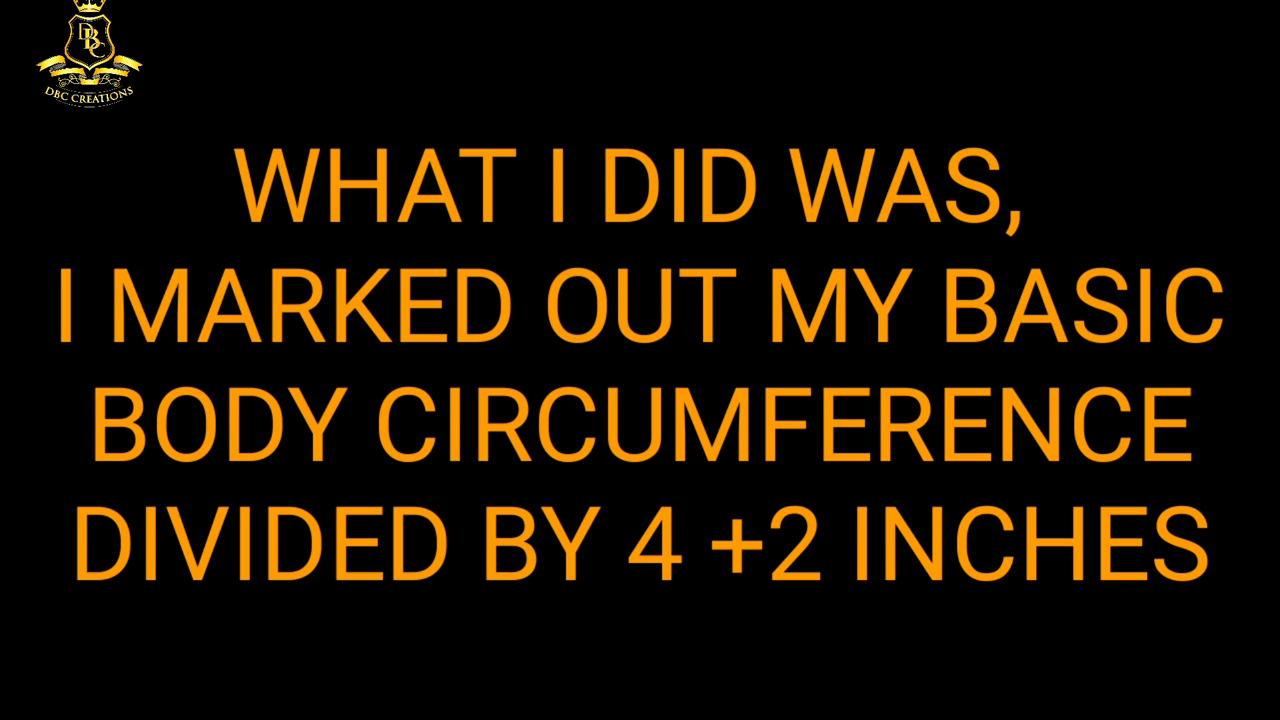 DBC
DBC CREATIONS
WHAT I DID WAS,
I MARKED OUT MY BASIC
BODY CIRCUMFERENCE
DIVIDED BY 4 +2 INCHES